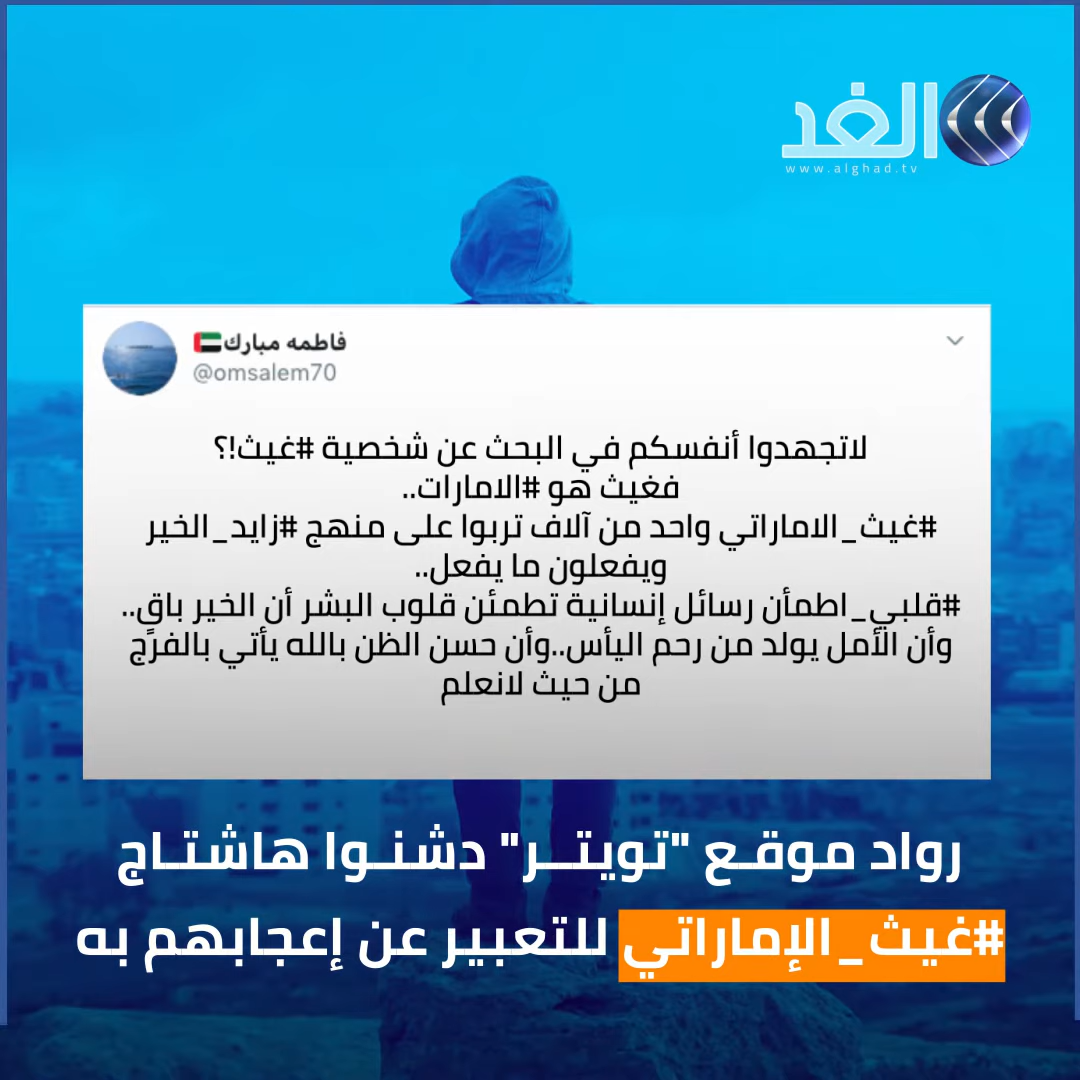 الغد
www.alghad.tv
فاطمه مبارك🇦🇪
@omsalem70
لاتجهدوا أنفسكم في البحث عن شخصية #غيث!؟
فغيث هو #الامارات..
#غيث_الاماراتي واحد من آلاف تربوا على منهج #زايد_الخير
ويفعلون ما يفعل..
#قلبي_اطمأن رسائل إنسانية تطمئن قلوب البشر أن الخير باقٍ..
وأن الأمل يولد من رحم اليأس..وأن حسن الظن بالله يأتي بالفرج
من حيث لانعلم
رواد موقع "تويتر" دشنوا هاشتاج
#غيث_الإماراتي للتعبير عن إعجابهم به